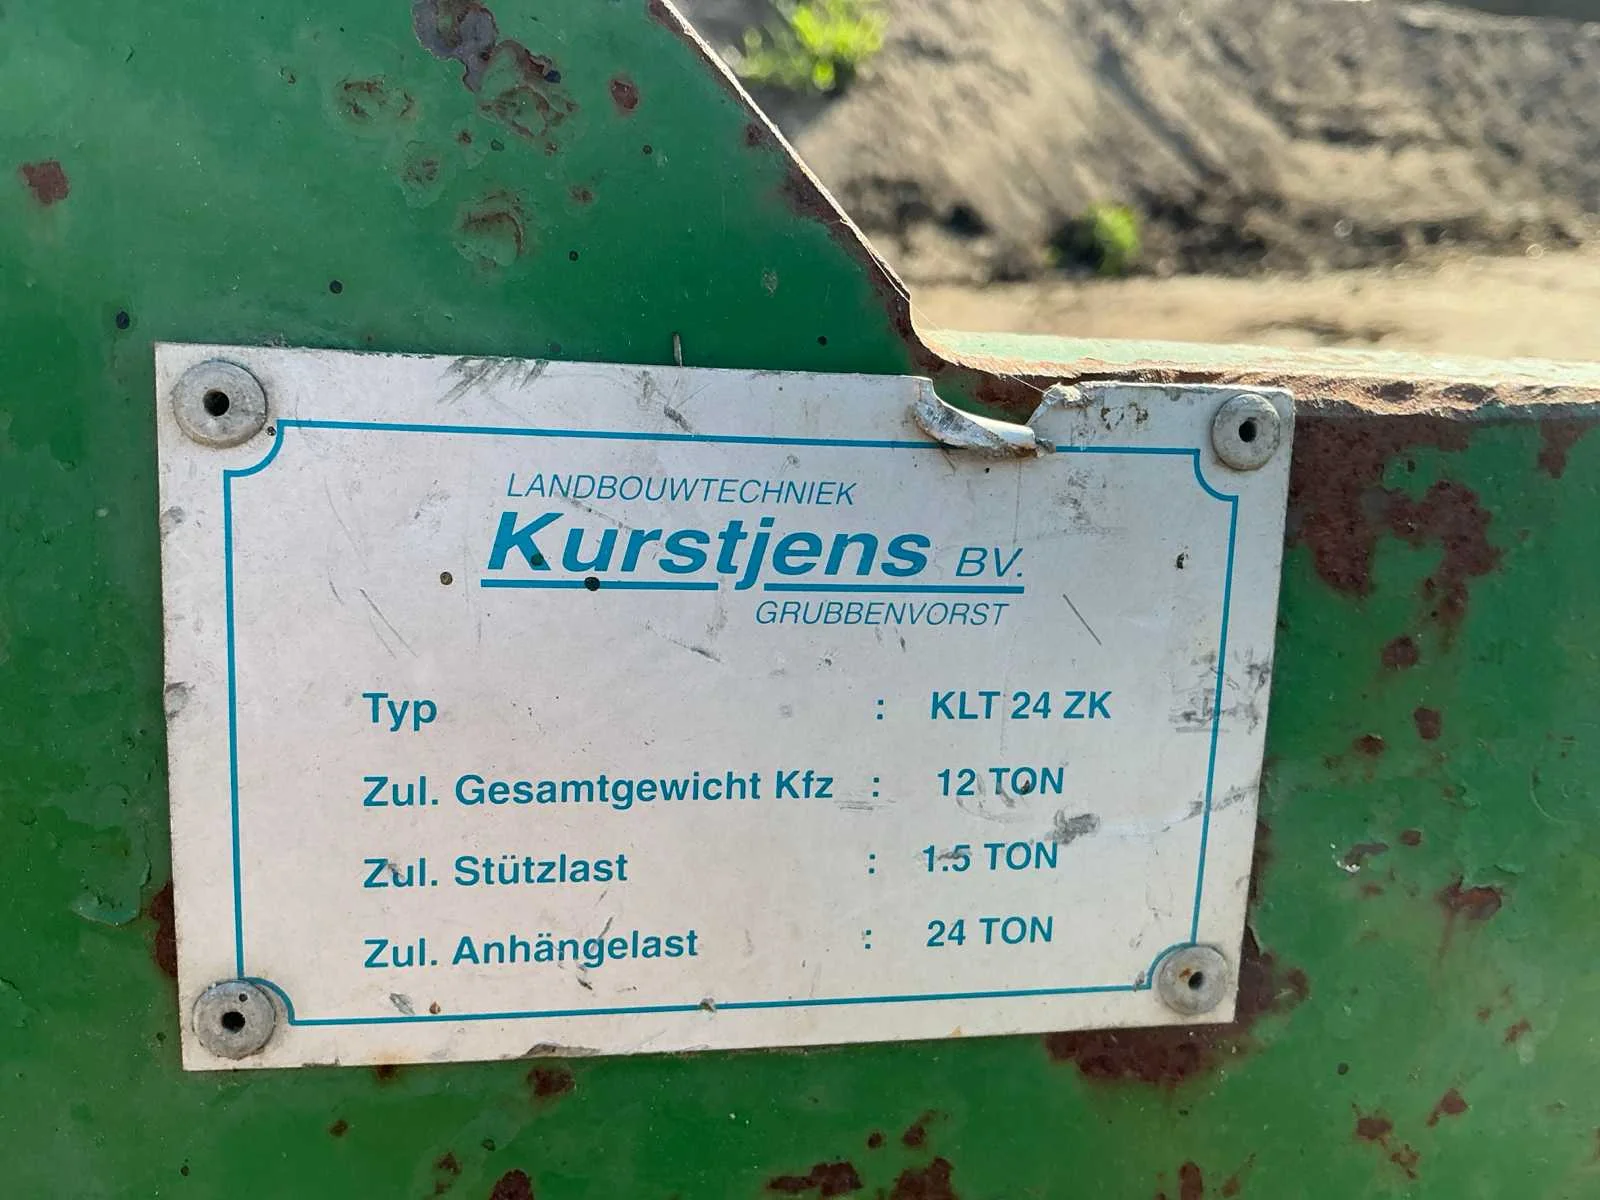 LANDBOUWTECHNIEK
Kurstjens BV.
GRUBBENVORST
Typ : KLT 24 ZK
Zul. Gesamtgewicht Kfz : 12 TON
Zul. Stützlast : 1.5 TON
Zul. Anhängelast : 24 TON